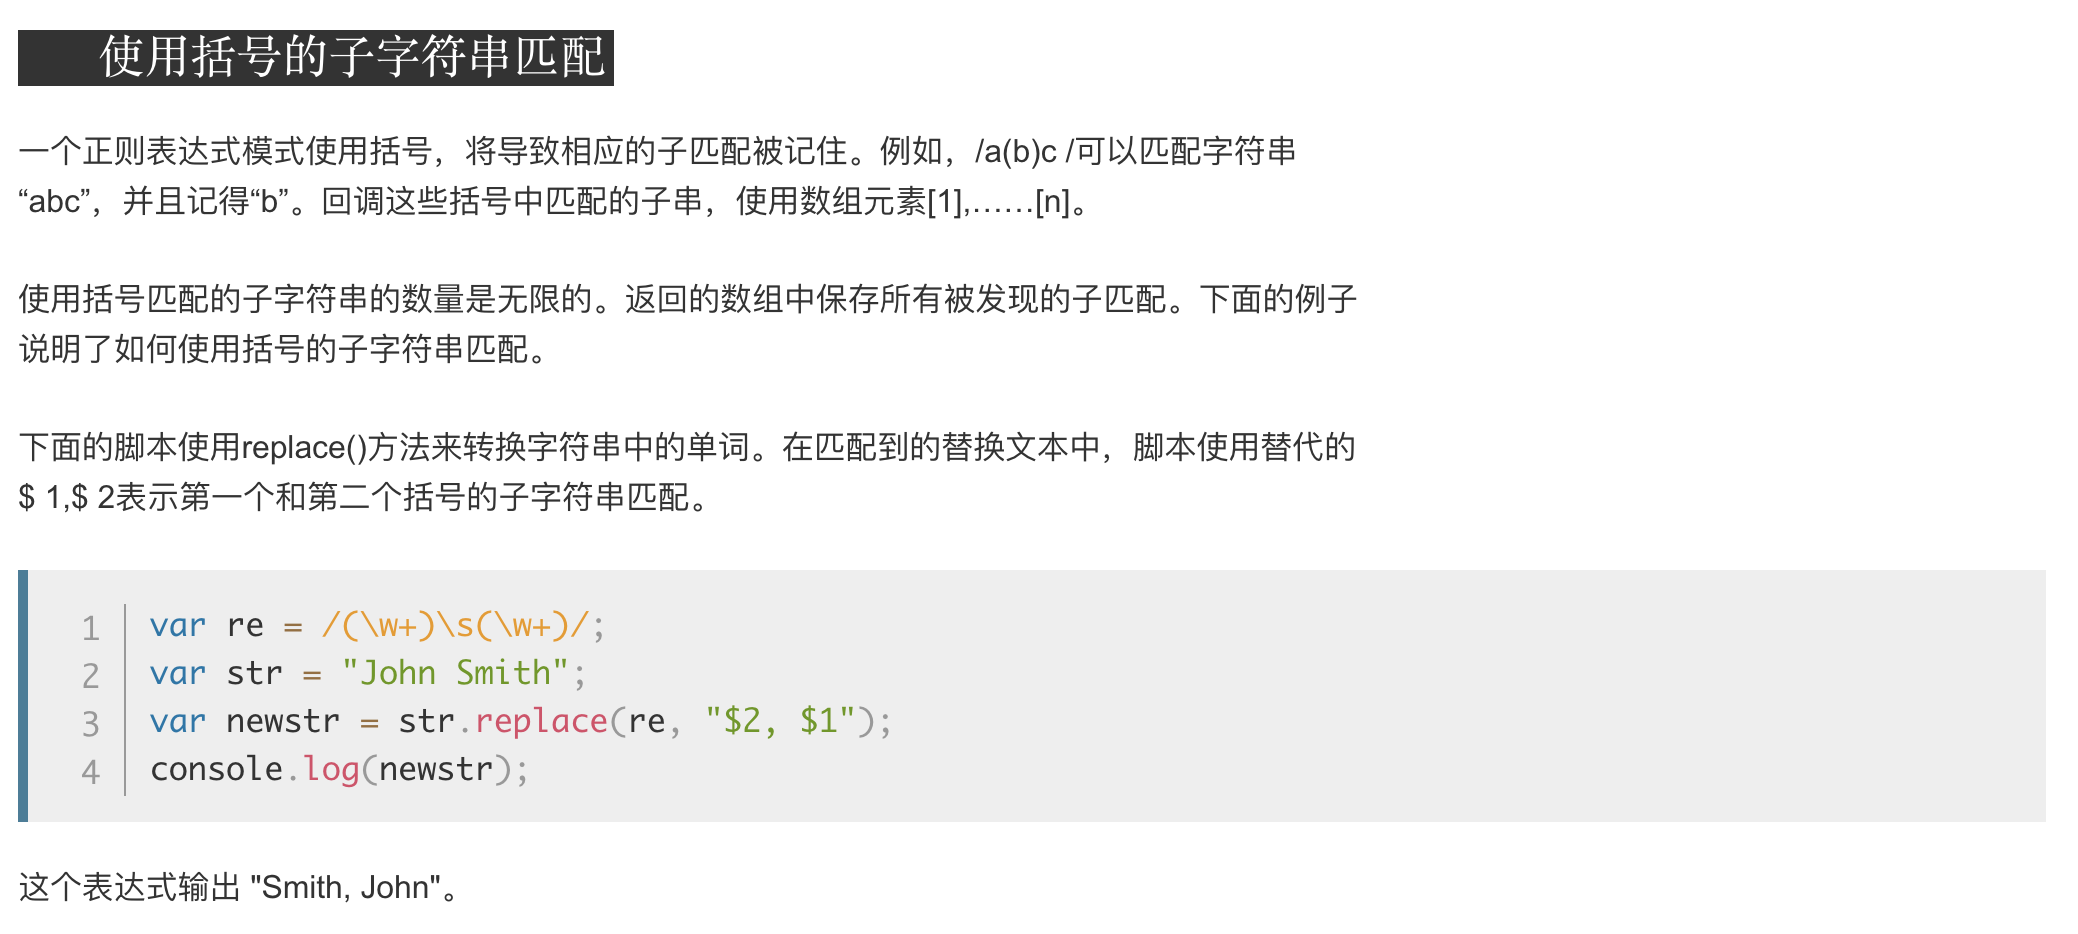 使用括号的子字符串匹配
一个正则表达式模式使用括号，将导致相应的子匹配被记住。例如，/a(b)c /可以匹配字符串
“abc”，并且记得“b”。回调这些括号中匹配的子串，使用数组元素[1],……[n]。
使用括号匹配的子字符串的数量是无限的。返回的数组中保存所有被发现的子匹配。下面的例子
说明了如何使用括号的子字符串匹配。
下面的脚本使用replace()方法来转换字符串中的单词。在匹配到的替换文本中，脚本使用替代的
$ 1,$ 2表示第一个和第二个括号的子字符串匹配。
1 var re = /(\w+)\s(\w+)/;
2 var str = "John Smith";
3 var newstr = str.replace(re, "$2, $1");
4 console.log(newstr);
这个表达式输出 "Smith, John"。